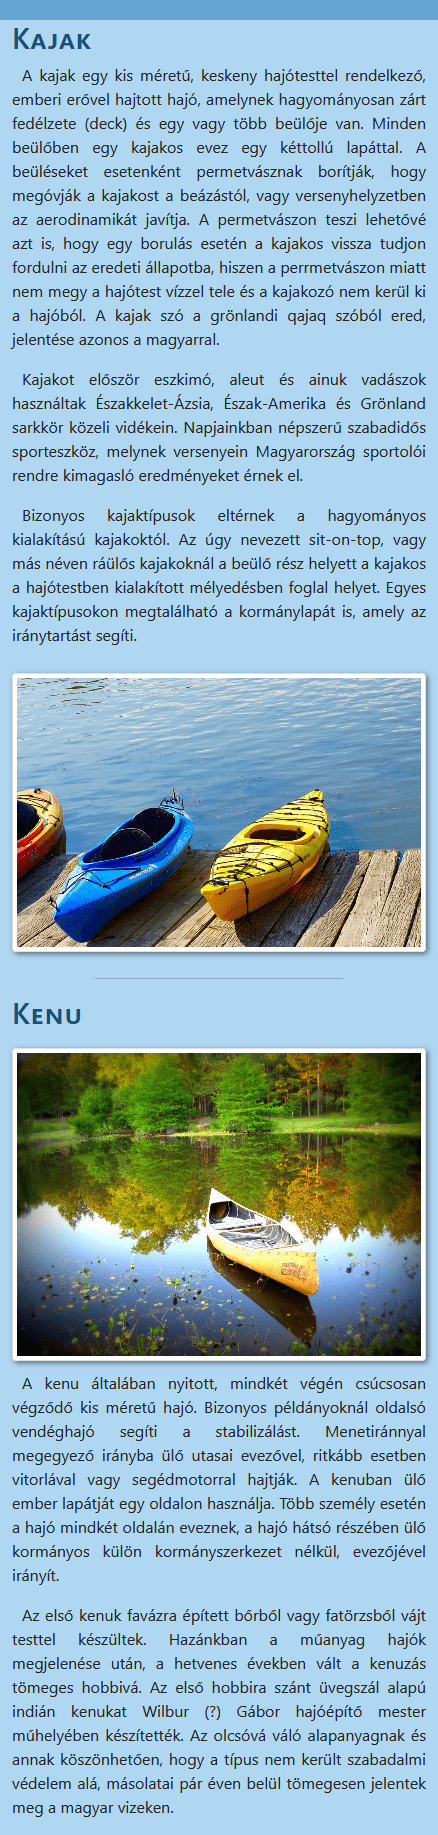 Kajak
A kajak egy kis méretű, keskeny hajótesttel rendelkező,
emberi erővel hajtott hajó, amelynek hagyományosan zárt
fedélzete (deck) és egy vagy több beülője van. Minden
beülőben egy kajakos evez egy kéttollú lapáttal. A
beüléseket esetenként permetvásznak borítják, hogy
megóvják a kajakost a beázástól, vagy versenyhelyzetben
az aerodinamikát javítja. A permetvászon teszi lehetővé
azt is, hogy egy borulás esetén a kajakos vissza tudjon
fordulni az eredeti állapotba, hiszen a perrmetvászon miatt
nem megy a hajótest vízzel tele és a kajakozó nem kerül ki
a hajóból. A kajak szó a grönlandi qajaq szóból ered,
jelentése azonos a magyarral.
Kajakot először eszkimó, aleut és ainuk vadászok
használtak Északkelet-Ázsia, Észak-Amerika és Grönland
sarkkör közeli vidékein. Napjainkban népszerű szabadidős
sporteszköz, melynek versenyein Magyarország sportolói
rendre kimagasló eredményeket érnek el.
Bizonyos kajaktípusok eltérnek a hagyományos
kialakítású kajakoktól. Az úgy nevezett sit-on-top, vagy
más néven ráülős kajakoknál a beülő rész helyett a kajakos
a hajótestben kialakított mélyedésben foglal helyet. Egyes
kajaktípusokon megtalálható a kormánylapát is, amely az
iránytartást segíti.
Kenu
A kenu általában nyitott, mindkét végén csúcsosan
végződő kis méretű hajó. Bizonyos példányoknál oldalsó
vendéghajó segíti a stabilizálást. Menetiránnyal
megegyező irányba ülő utasai evezővel, ritkább esetben
vitorlával vagy segédmotorral hajtják. A kenuban ülő
ember lapátját egy oldalon használja. Több személy esetén
a hajó mindkét oldalán eveznek, a hajó hátsó részében ülő
kormányos külön kormányszerkezet nélkül, evezőjével
irányít.
Az első kenuk favázra épített bőrből vagy fatörzsből vájt
testtel készültek. Hazánkban a műanyag hajók
megjelenése után, a hetvenes években vált a kenuzás
tömeges hobbivá. Az első hobbira szánt üvegszál alapú
indián kenukat Wilbur (?) Gábor hajóépítő mester
műhelyében készítették. Az olcsóvá váló alapanyagnak és
annak köszönhetően, hogy a típus nem került szabadalmi
védelem alá, másolatai pár éven belül tömegesen jelentek
meg a magyar vizeken.